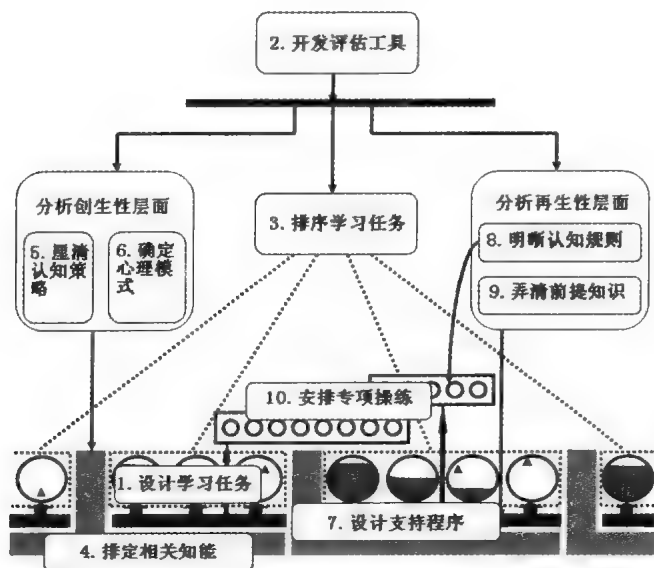 2. 开发评估工具
分析创生性层面
5. 厘清
认知策
略
6. 确定
心理模
式
3. 排序学习任务
分析再生性层面
8. 明晰认知规则
9. 弄清前提知识
10. 安排专项操练
1. 设计学习任务
7. 设计支持程序
4. 排定相关知能